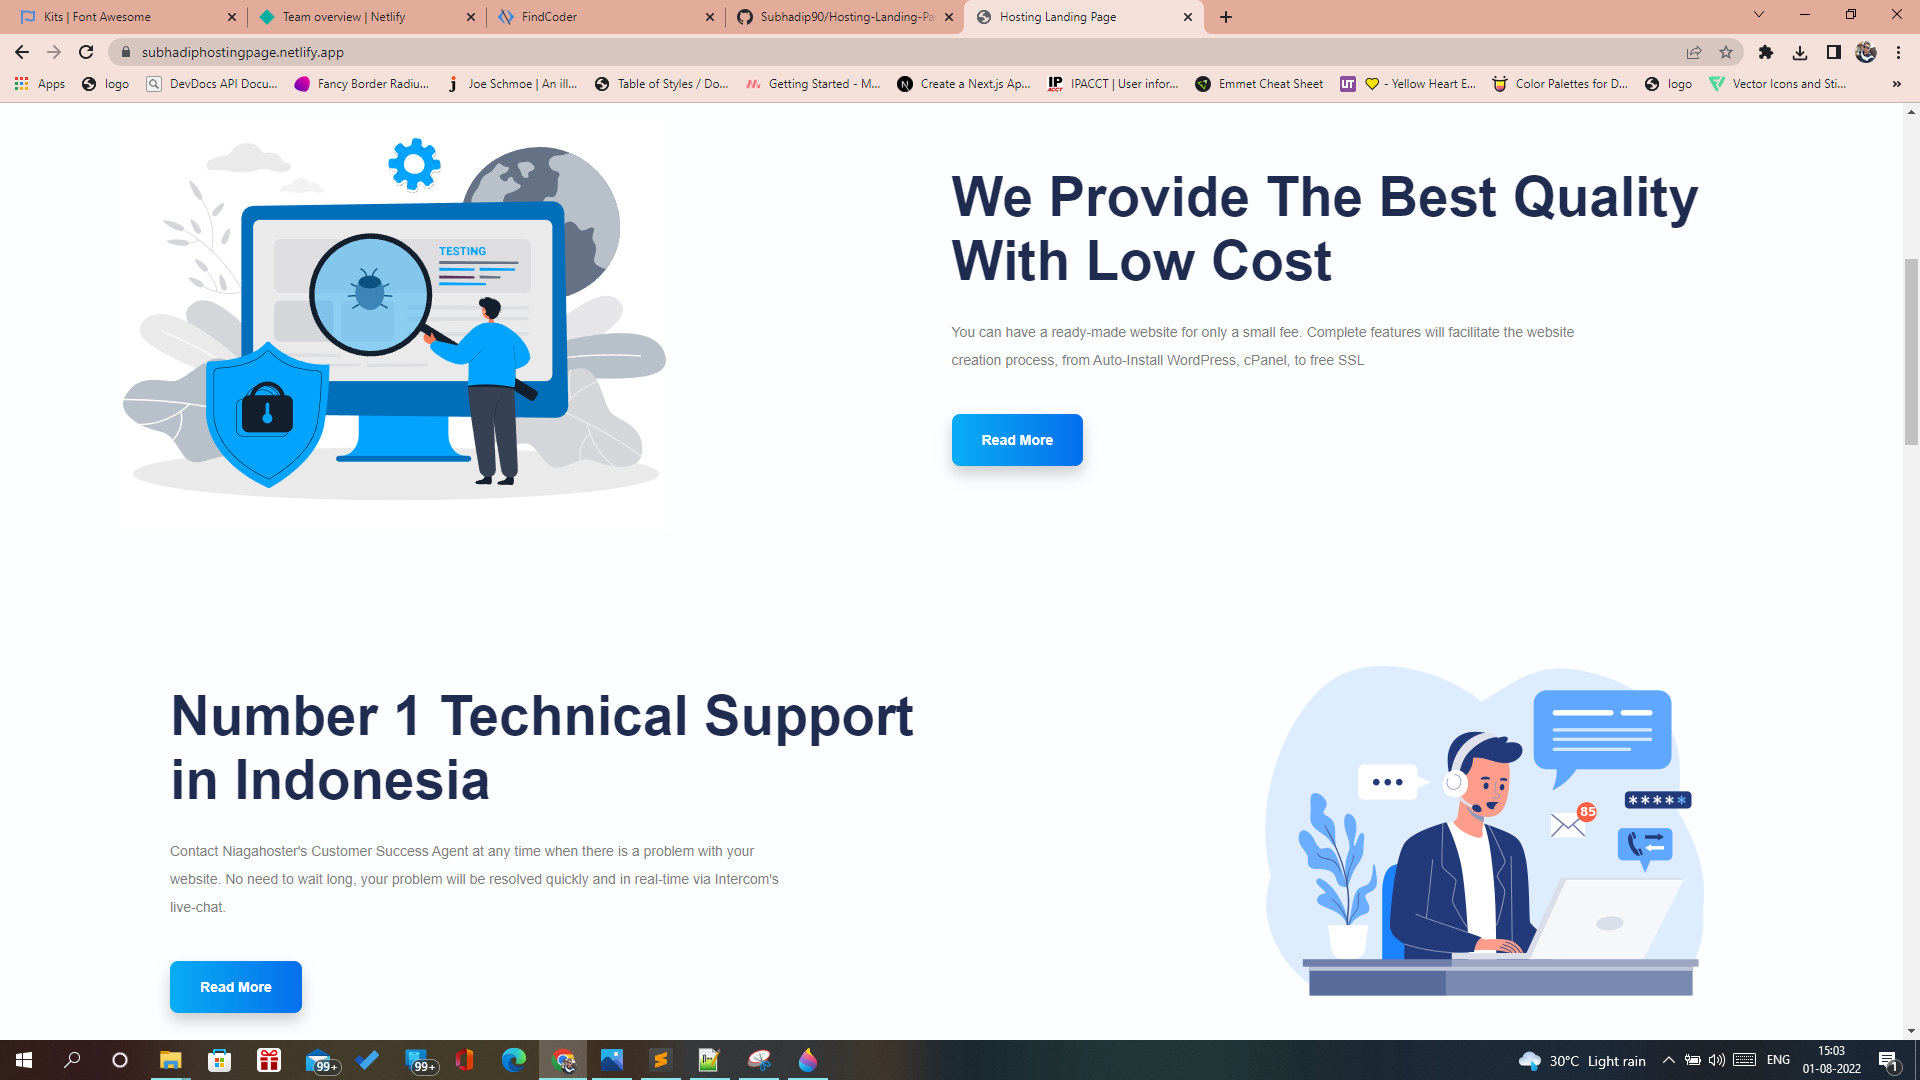 Kits | Font Awesome
Team overview | Netlify
FindCoder
Subhadip90/Hosting-Landing-Pa
Hosting Landing Page
subhadiphostingpage.netlify.app
Apps
logo
DevDocs API Docu...
Fancy Border Radiu...
Joe Schmoe | An ill...
Table of Styles / Do...
Getting Started - M...
Create a Next.js Ap...
IPACCT | User infor...
Emmet Cheat Sheet
- Yellow Heart E...
Color Palettes for D...
logo
Vector Icons and Sti...
»
TESTING
We Provide The Best Quality
With Low Cost
You can have a ready-made website for only a small fee. Complete features will facilitate the website
creation process, from Auto-Install WordPress, cPanel, to free SSL
Read More
Number 1 Technical Support
in Indonesia
Contact Niagahoster's Customer Success Agent at any time when there is a problem with your
website. No need to wait long, your problem will be resolved quickly and in real-time via Intercom's
live-chat.
Read More
85
*****
99+
99+
30°C Light rain
ENG
15:03
01-08-2022
1